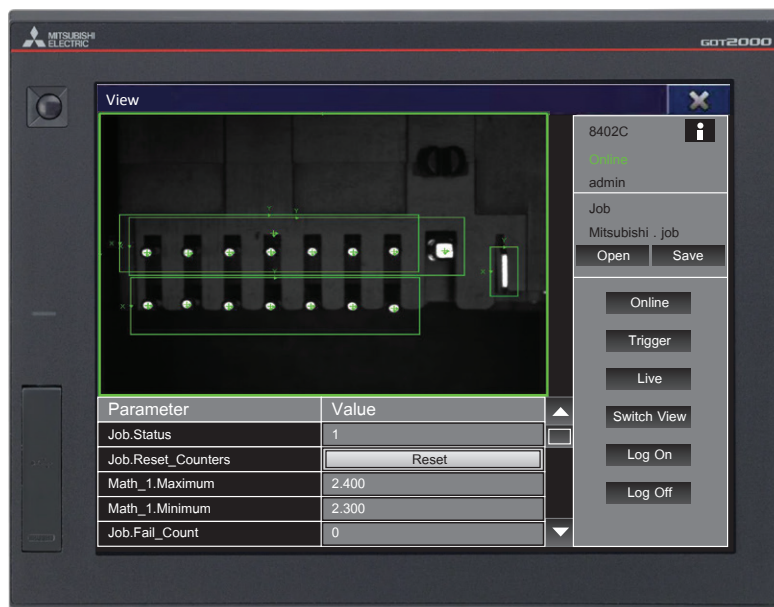 MITSUBISHI
ELECTRIC
GOT2000
View
8402C
i
Online
admin
Job
Mitsubishi . job
Open Save
Online
Trigger
Live
Switch View
Log On
Log Off
Parameter Value
Job.Status 1
Job.Reset_Counters Reset
Math_1.Maximum 2.400
Math_1.Minimum 2.300
Job.Fail_Count 0